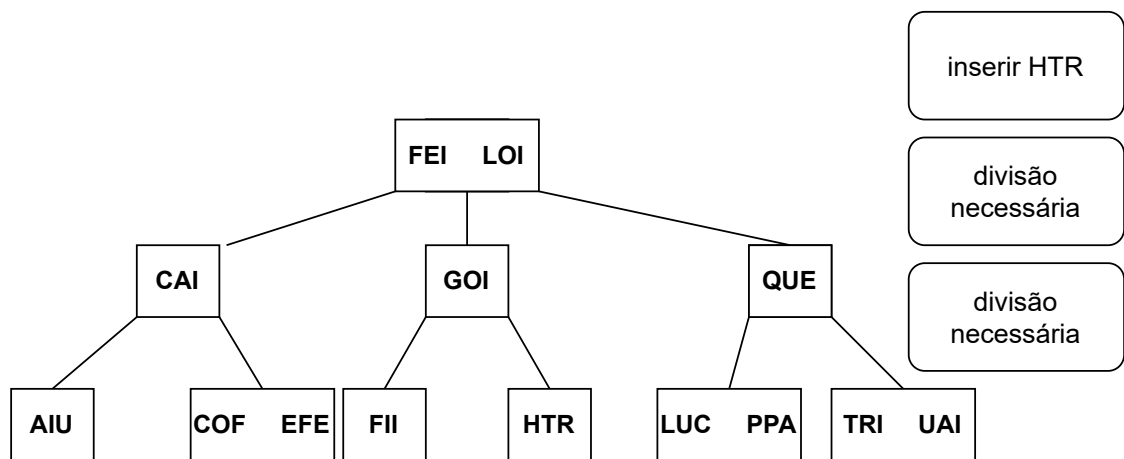 inserir HTR
FEI LOI
divisão
necessária
CAI GOI QUE
divisão
necessária
AIU COF EFE FII HTR LUC PPA TRI UAI